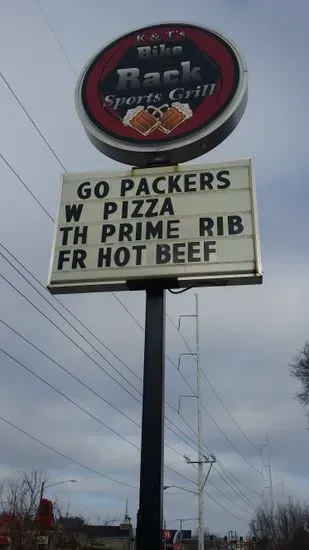 K & T's
Bike
Rack
Sports Grill
GO PACKERS
W PIZZA
TH PRIME RIB
FR HOT BEEF